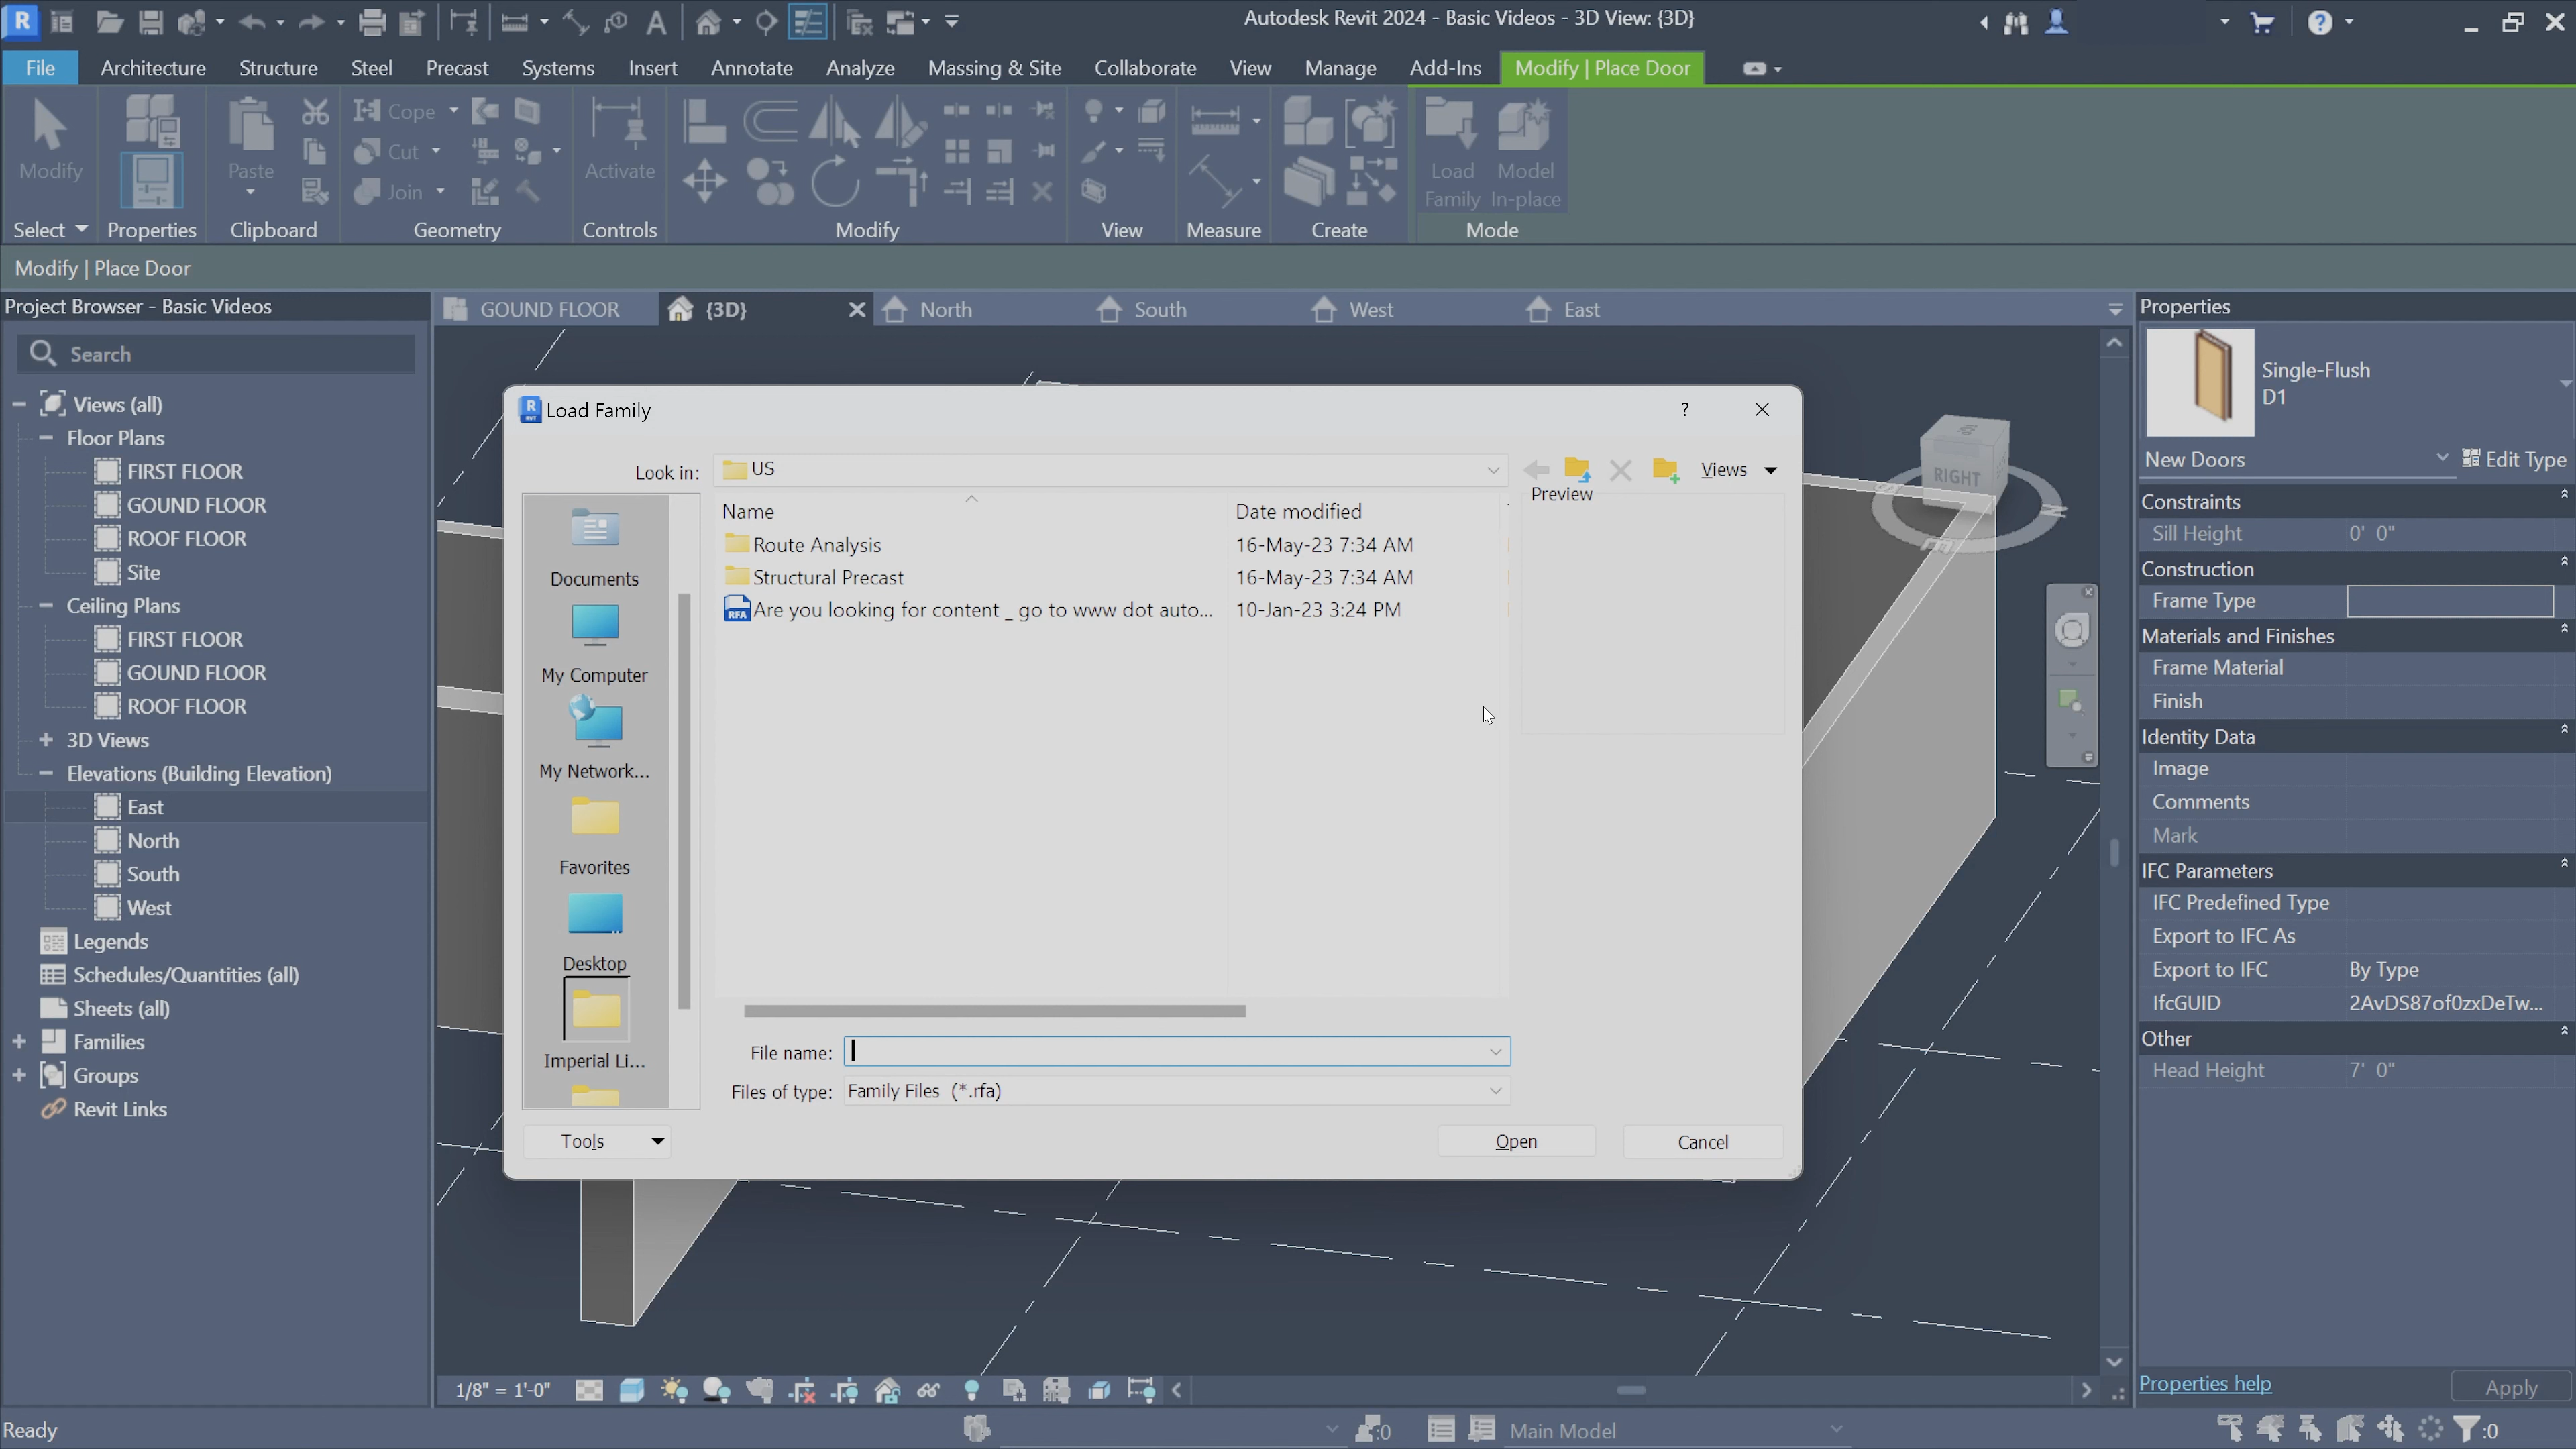 Autodesk Revit 2024 - Basic Videos - 3D View: {3D}
File Architecture Structure Steel Precast Systems Insert Annotate Analyze Massing & Site Collaborate View Manage Add-Ins Modify | Place Door
Modify
Paste
Cope
Cut
Join
Activate
Load Family
Model In-place
Select Properties Clipboard Geometry Controls Modify View Measure Create Mode
Modify | Place Door
Project Browser - Basic Videos
Search
Views (all)
Floor Plans
FIRST FLOOR
GOUND FLOOR
ROOF FLOOR
Site
Ceiling Plans
FIRST FLOOR
GOUND FLOOR
ROOF FLOOR
3D Views
Elevations (Building Elevation)
East
North
South
West
Legends
Schedules/Quantities (all)
Sheets (all)
Families
Groups
Revit Links
GOUND FLOOR {3D} North South West East
RIGHT
Load Family
?
Look in: US
Views
Preview
Name Date modified
Route Analysis 16-May-23 7:34 AM
Structural Precast 16-May-23 7:34 AM
RFA Are you looking for content _ go to www dot auto... 10-Jan-23 3:24 PM
Documents
My Computer
My Network...
Favorites
Desktop
Imperial Li...
File name:
Files of type: Family Files (*.rfa)
Tools
Open
Cancel
Properties
Single-Flush
D1
New Doors
Edit Type
Constraints
Sill Height 0' 0"
Construction
Frame Type
Materials and Finishes
Frame Material
Finish
Identity Data
Image
Comments
Mark
IFC Parameters
IFC Predefined Type
Export to IFC As
Export to IFC By Type
IfcGUID 2AvDS87of0zxDeTw...
Other
Head Height 7' 0"
Properties help
Apply
1/8" = 1'-0"
Ready
:0
Main Model
:0